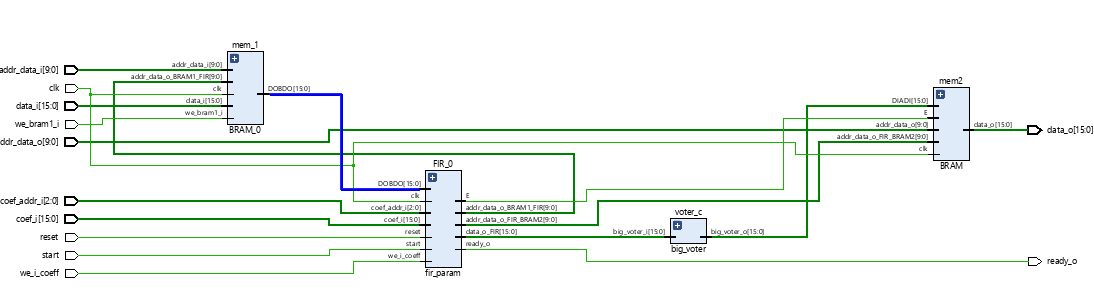 mem_1
addr_data_i[9:0]
addr_data_i[9:0]
addr_data_o_BRAM1_FIR[9:0]
clk
clk
DOBDO[15:0]
data_i[15:0]
data_i[15:0]
we_bram1_i
we_bram1_i
BRAM_0
ddr_data_o[9:0]
mem2
DIADI[15:0]
E
addr_data_o[9:0]
data_o[15:0]
data_o[15:0]
addr_data_o_FIR_BRAM2[9:0]
clk
BRAM
FIR_0
DOBDO[15:0]
clk
E
coef_addr_i[2:0]
coef_addr_i[2:0]
addr_data_o_BRAM1_FIR[9:0]
coef_i[15:0]
coef_i[15:0]
addr_data_o_FIR_BRAM2[9:0]
reset
reset
data_o_FIR[15:0]
start
start
ready_o
we_i_coeff
we_i_coeff
fir_param
voter_c
big_voter_i[15:0]
big_voter_o[15:0]
big_voter
ready_o